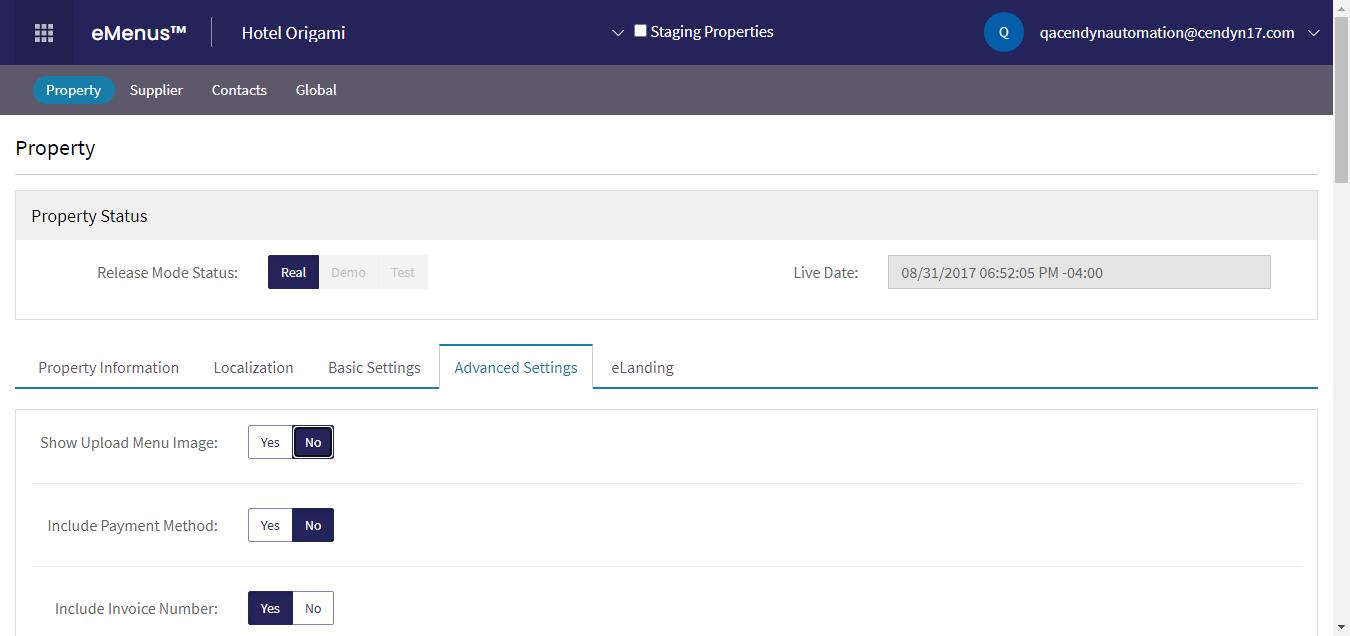 eMenus™ Hotel Origami Staging Properties Q qacendynautomation@cendyn17.com
Property Supplier Contacts Global
Property
Property Status
Release Mode Status: Real Demo Test Live Date: 08/31/2017 06:52:05 PM -04:00
Property Information Localization Basic Settings Advanced Settings eLanding
Show Upload Menu Image: Yes No
Include Payment Method: Yes No
Include Invoice Number: Yes No